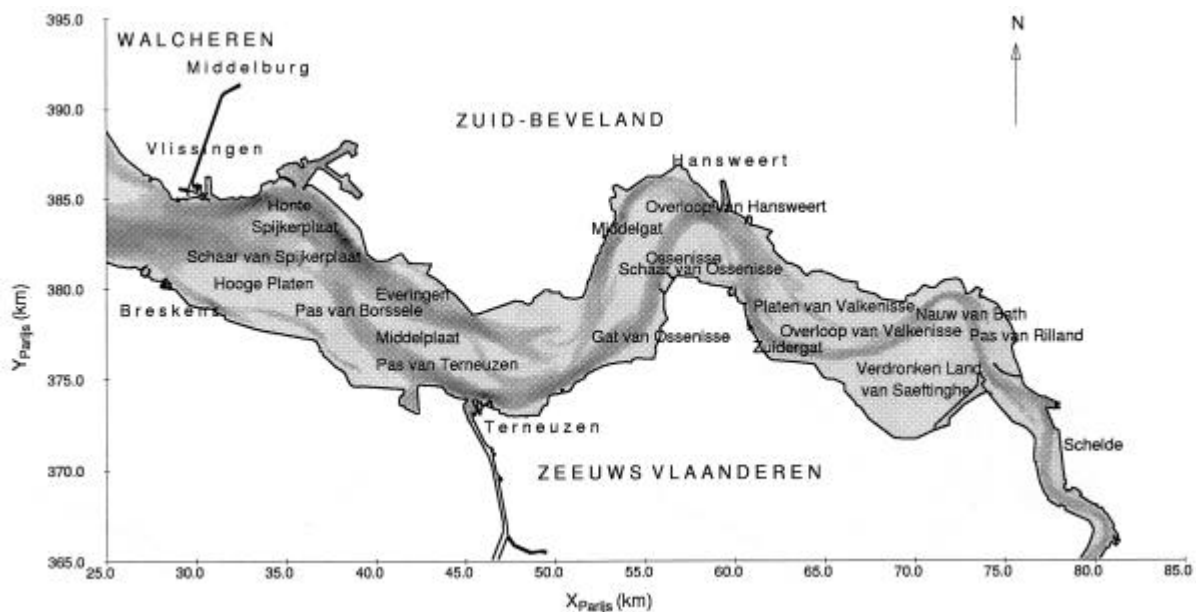 395.0
WALCHEREN
Middelburg
N
390.0
ZUID-BEVELAND
Vlissingen
Hansweert
385.0
Honte
Overloop van Hansweert
Spijkerplaat
Middelgat
Schaar van Spijkerplaat
Ossenisse
Schaar van Ossenisse
Hooge Platen
380.0
Everingen
Breskens
Pas van Borssele
Platen van Valkenisse
Nauw van Bath
Middelplaat
Gat van Ossenisse
Overloop van Valkenisse
Pas van Rilland
Zuidergat
Pas van Terneuzen
375.0
Verdronken Land
van Saeftinghe
Terneuzen
Schelde
370.0
ZEEUWS VLAANDEREN
365.0
YParijs (km)
25.0 30.0 35.0 40.0 45.0 50.0 55.0 60.0 65.0 70.0 75.0 80.0 85.0
XParijs (km)